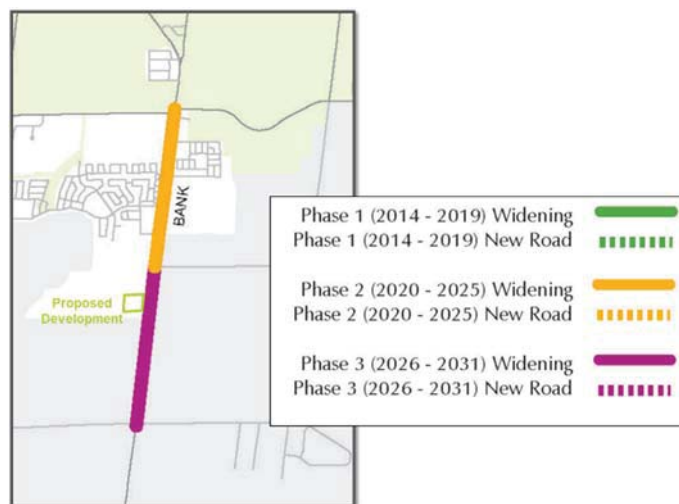 BANK
Proposed
Development
Phase 1 (2014 - 2019) Widening
Phase 1 (2014 - 2019) New Road
Phase 2 (2020 - 2025) Widening
Phase 2 (2020 - 2025) New Road
Phase 3 (2026 - 2031) Widening
Phase 3 (2026 - 2031) New Road